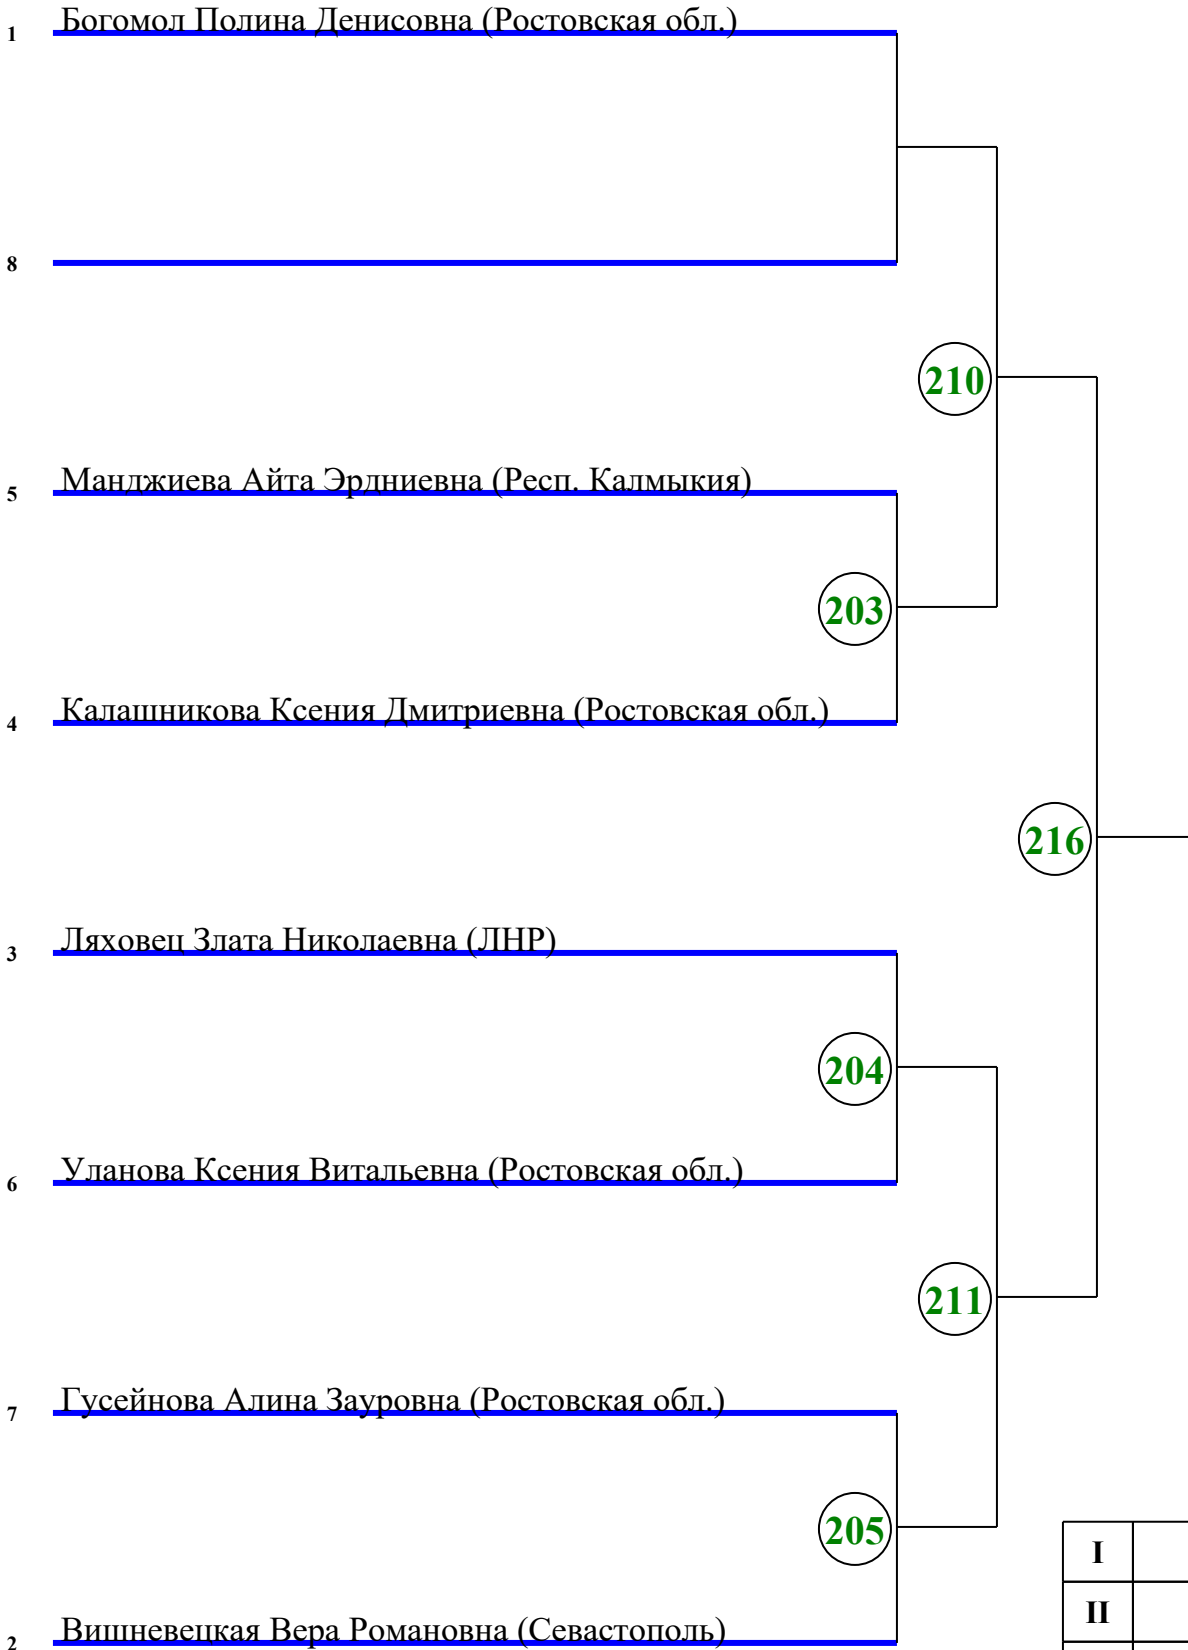 1 Богомол Полина Денисовна (Ростовская обл.)
8
210
5 Манджиева Айта Эрдниевна (Респ. Калмыкия)
203
4 Калашникова Ксения Дмитриевна (Ростовская обл.)
216
3 Ляховец Злата Николаевна (ЛНР)
204
6 Уланова Ксения Витальевна (Ростовская обл.)
211
7 Гусейнова Алина Зауровна (Ростовская обл.)
205
I
II
2 Вишневецкая Вера Романовна (Севастополь)